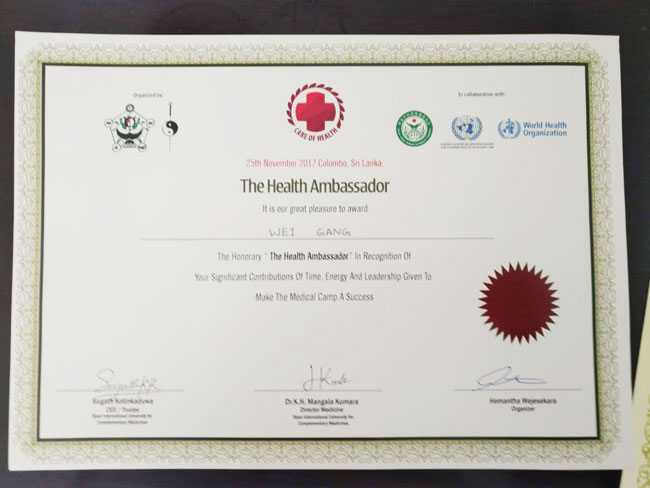 Organized by:
In collaboration with:
CARE OF HEALTH
World Health
Organization
25th November 2017 Colombo, Sri Lanka.
The Health Ambassador
It is our great pleasure to award
WEI GANG
The Honorary " The Health Ambassador" In Recognition Of
Your Significant Contributions Of Time, Energy And Leadership Given To
Make The Medical Camp A Success
Sugath Kotinkaduwa
CEO / Trustee
Open International University for
Complementary Medicines.
Dr.K.H. Mangala Kumara
Director Medicine
Open International University for
Complementary Medicines.
Hemantha Wejesekara
Organizer